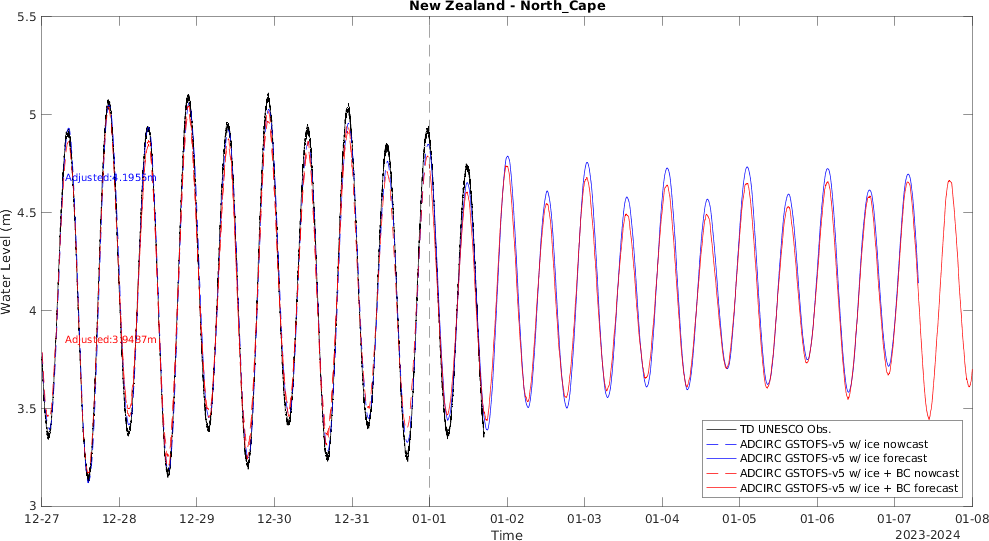 New Zealand - North_Cape
5.5
5
4.5
4
3.5
3
Water Level (m)
Adjusted:4.1955m
Adjusted:3.9487m
TD UNESCO Obs.
ADCIRC GSTOFS-v5 w/ ice nowcast
ADCIRC GSTOFS-v5 w/ ice forecast
ADCIRC GSTOFS-v5 w/ ice + BC nowcast
ADCIRC GSTOFS-v5 w/ ice + BC forecast
12-27 12-28 12-29 12-30 12-31 01-01 01-02 01-03 01-04 01-05 01-06 01-07 01-08
Time
2023-2024